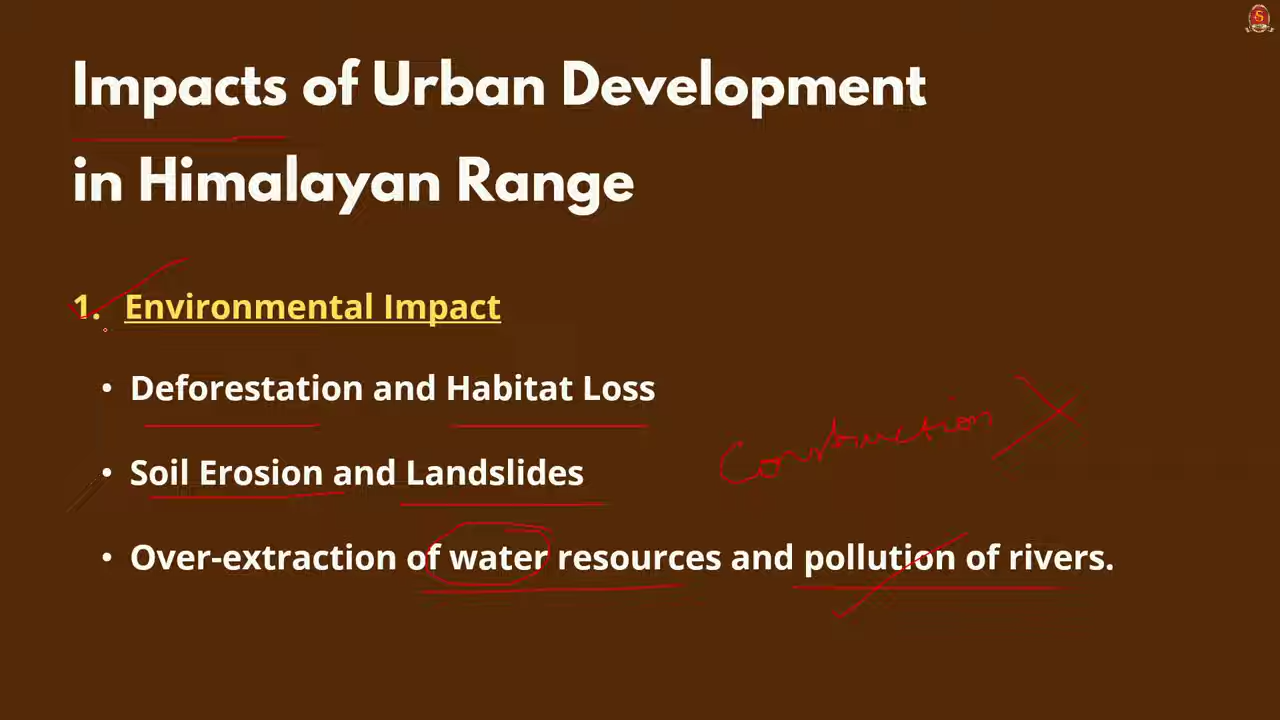 Impacts of Urban Development
in Himalayan Range
1. Environmental Impact
• Deforestation and Habitat Loss
Construction
• Soil Erosion and Landslides
• Over-extraction of water resources and pollution of rivers.